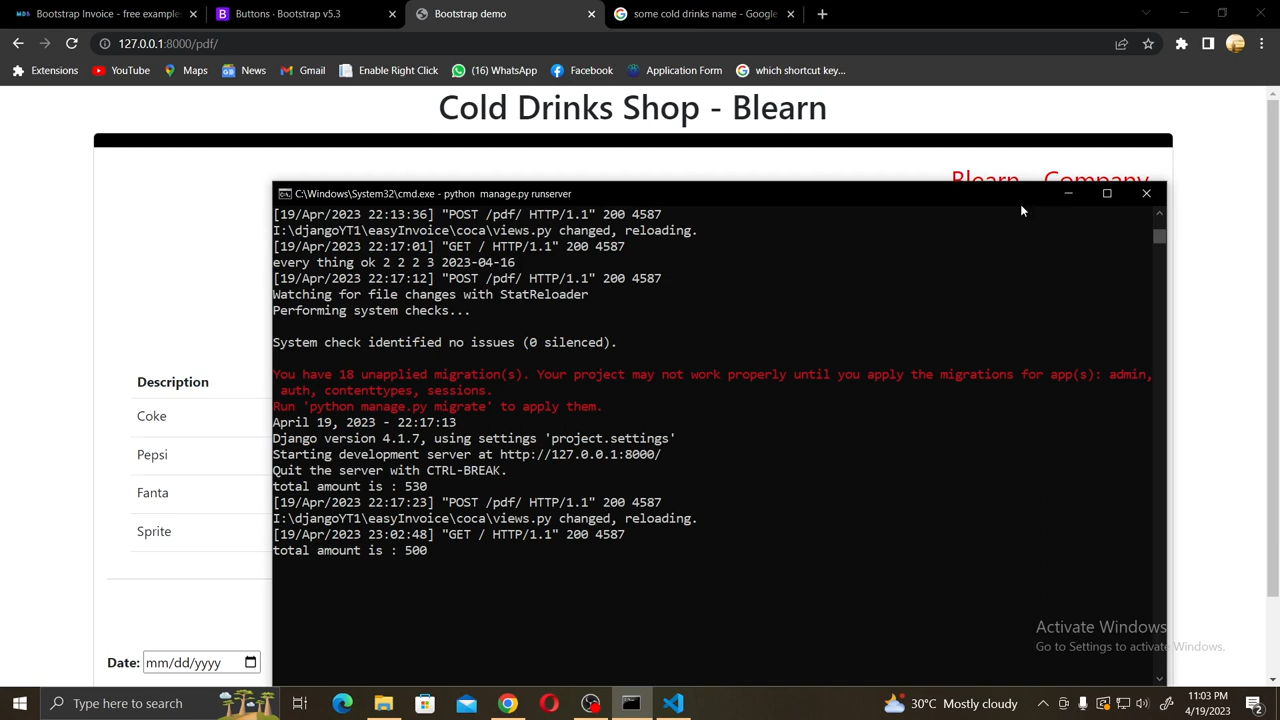 Bootstrap Invoice - free example
Buttons · Bootstrap v5.3
Bootstrap demo
some cold drinks name - Google
127.0.0.1:8000/pdf/
Extensions
YouTube
Maps
News
Gmail
Enable Right Click
(16) WhatsApp
Facebook
Application Form
which shortcut key...
Cold Drinks Shop - Blearn
Blearn Company
C:\Windows\System32\cmd.exe - python manage.py runserver
[19/Apr/2023 22:13:36] "POST /pdf/ HTTP/1.1" 200 4587
I:\djangoYT1\easyInvoice\coca\views.py changed, reloading.
[19/Apr/2023 22:17:01] "GET / HTTP/1.1" 200 4587
every thing ok 2 2 2 3 2023-04-16
[19/Apr/2023 22:17:12] "POST /pdf/ HTTP/1.1" 200 4587
Watching for file changes with StatReloader
Performing system checks...
System check identified no issues (0 silenced).
You have 18 unapplied migration(s). Your project may not work properly until you apply the migrations for app(s): admin,
auth, contenttypes, sessions.
Run 'python manage.py migrate' to apply them.
April 19, 2023 - 22:17:13
Django version 4.1.7, using settings 'project.settings'
Starting development server at http://127.0.0.1:8000/
Quit the server with CTRL-BREAK.
total amount is : 530
[19/Apr/2023 22:17:23] "POST /pdf/ HTTP/1.1" 200 4587
I:\djangoYT1\easyInvoice\coca\views.py changed, reloading.
[19/Apr/2023 23:02:48] "GET / HTTP/1.1" 200 4587
total amount is : 500
Description
Coke
Pepsi
Fanta
Sprite
Date: mm/dd/yyyy
Activate Windows
Go to Settings to activate Windows.
Type here to search
30°C Mostly cloudy
11:03 PM
4/19/2023
2